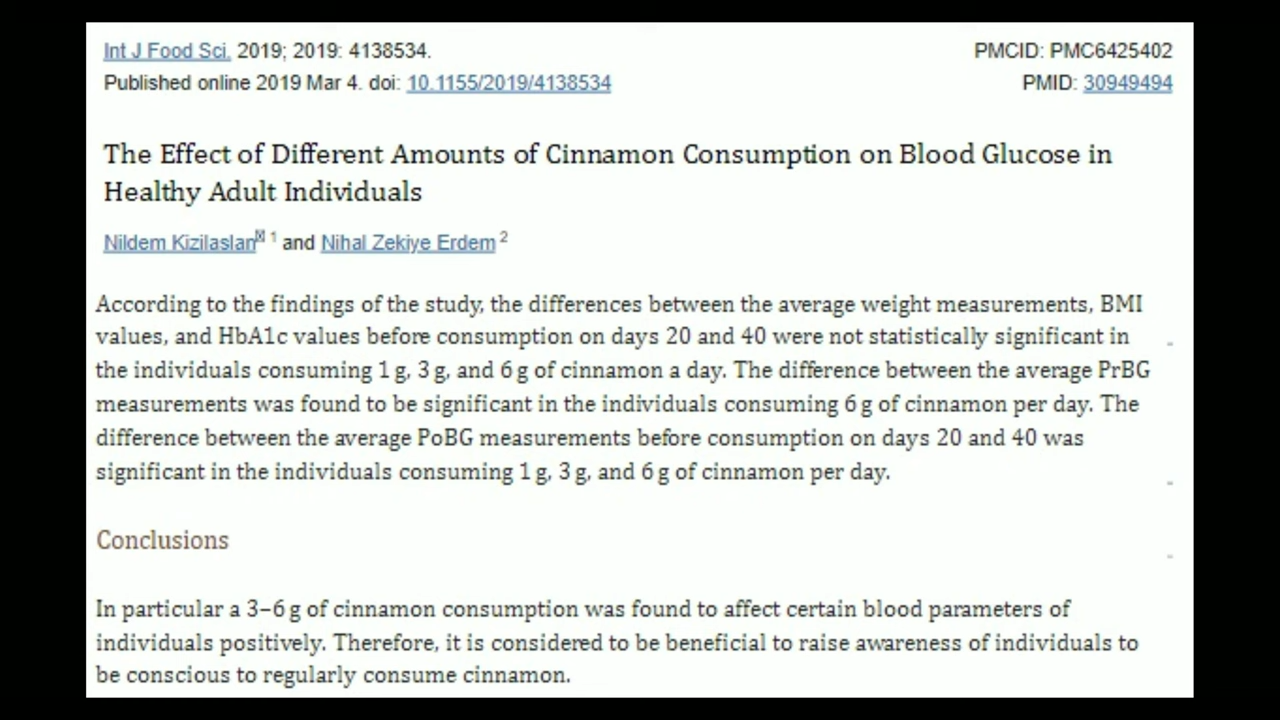 Int J Food Sci. 2019; 2019: 4138534.
PMCID: PMC6425402
Published online 2019 Mar 4. doi: 10.1155/2019/4138534
PMID: 30949494
The Effect of Different Amounts of Cinnamon Consumption on Blood Glucose in
Healthy Adult Individuals
Nildem Kizilaslan 1 and Nihal Zekiye Erdem 2
According to the findings of the study, the differences between the average weight measurements, BMI
values, and HbA1c values before consumption on days 20 and 40 were not statistically significant in
the individuals consuming 1 g, 3 g, and 6 g of cinnamon a day. The difference between the average PrBG
measurements was found to be significant in the individuals consuming 6 g of cinnamon per day. The
difference between the average PoBG measurements before consumption on days 20 and 40 was
significant in the individuals consuming 1 g, 3 g, and 6 g of cinnamon per day.
Conclusions
In particular a 3–6 g of cinnamon consumption was found to affect certain blood parameters of
individuals positively. Therefore, it is considered to be beneficial to raise awareness of individuals to
be conscious to regularly consume cinnamon.